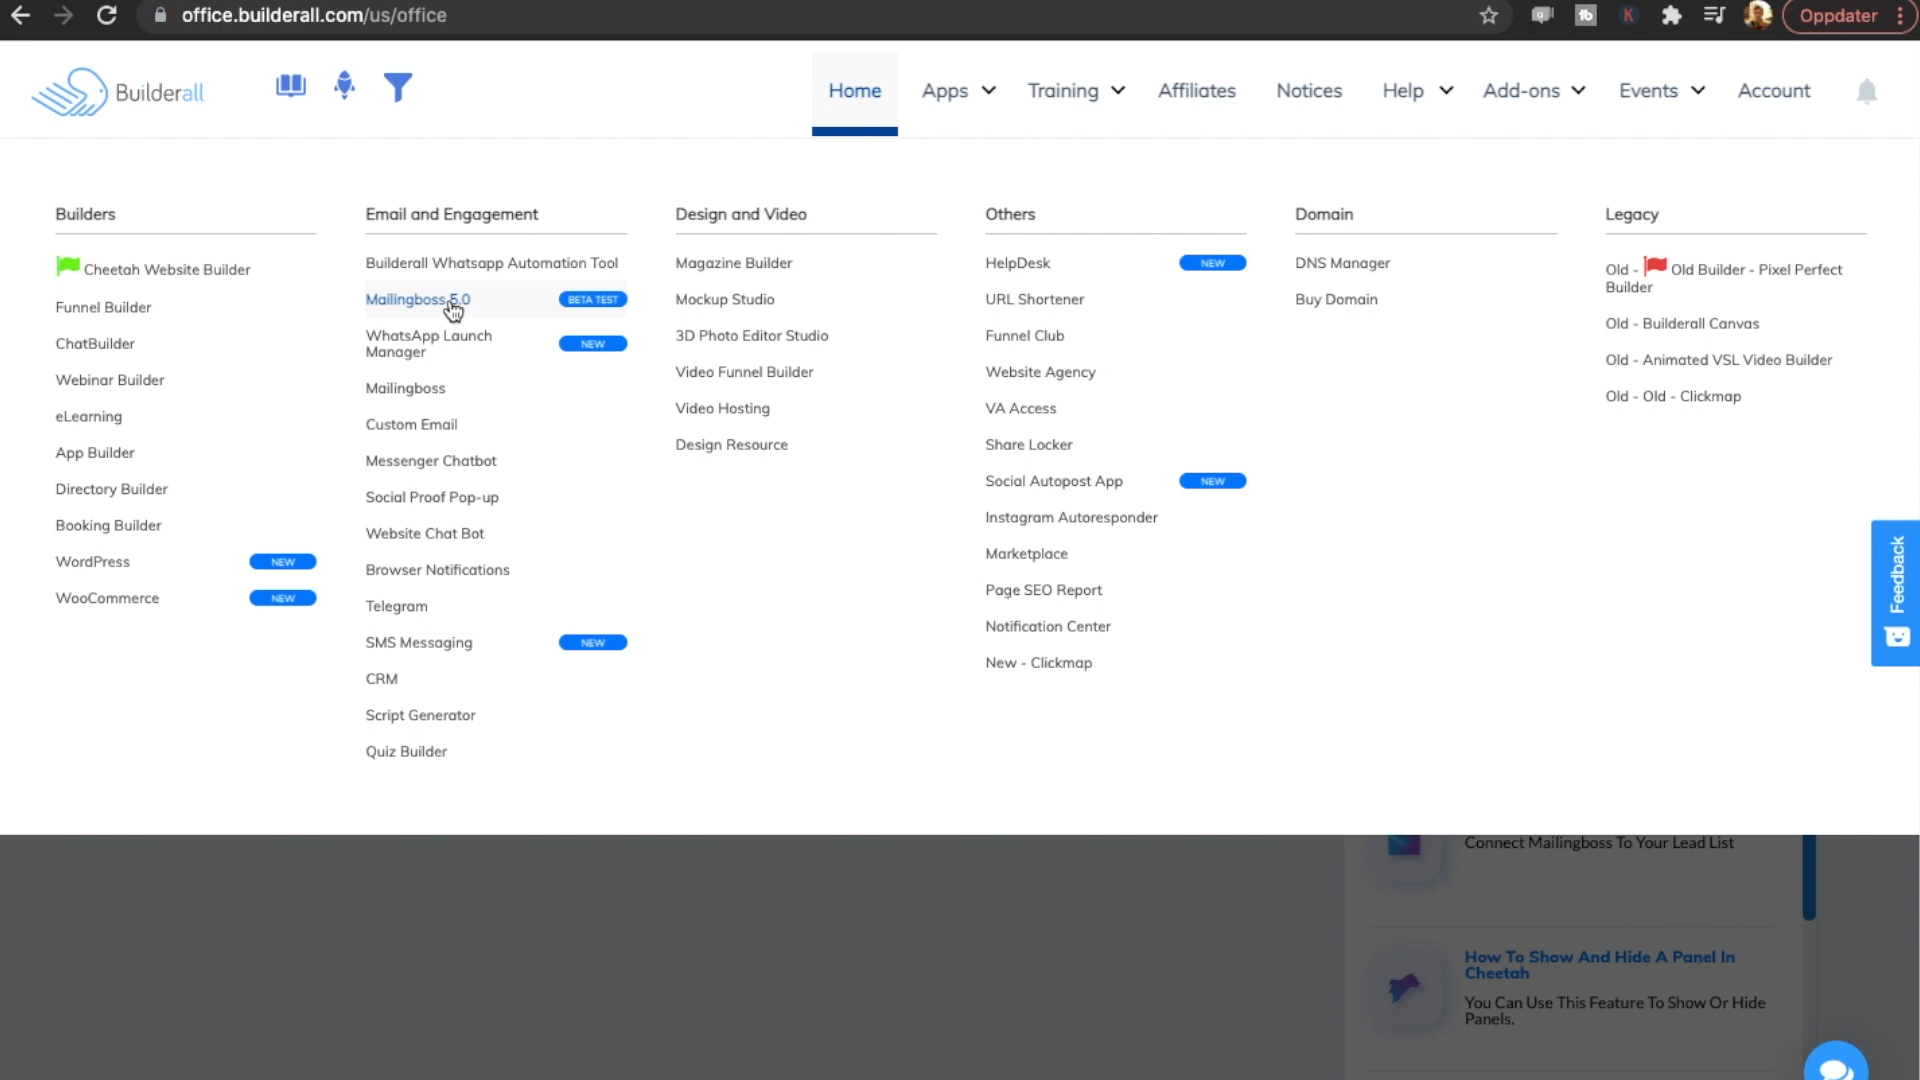 office.builderall.com/us/office
Oppdater
Builderall
Home
Apps
Training
Affiliates
Notices
Help
Add-ons
Events
Account
Builders
Cheetah Website Builder
Funnel Builder
ChatBuilder
Webinar Builder
eLearning
App Builder
Directory Builder
Booking Builder
WordPress NEW
WooCommerce NEW
Email and Engagement
Builderall Whatsapp Automation Tool
Mailingboss 5.0 BETA TEST
WhatsApp Launch
Manager NEW
Mailingboss
Custom Email
Messenger Chatbot
Social Proof Pop-up
Website Chat Bot
Browser Notifications
Telegram
SMS Messaging NEW
CRM
Script Generator
Quiz Builder
Design and Video
Magazine Builder
Mockup Studio
3D Photo Editor Studio
Video Funnel Builder
Video Hosting
Design Resource
Others
HelpDesk NEW
URL Shortener
Funnel Club
Website Agency
VA Access
Share Locker
Social Autopost App NEW
Instagram Autoresponder
Marketplace
Page SEO Report
Notification Center
New - Clickmap
Domain
DNS Manager
Buy Domain
Legacy
Old - Old Builder - Pixel Perfect
Builder
Old - Builderall Canvas
Old - Animated VSL Video Builder
Old - Old - Clickmap
Feedback
Connect Mailingboss To Your Lead List
How To Show And Hide A Panel In
Cheetah
You Can Use This Feature To Show Or Hide
Panels.